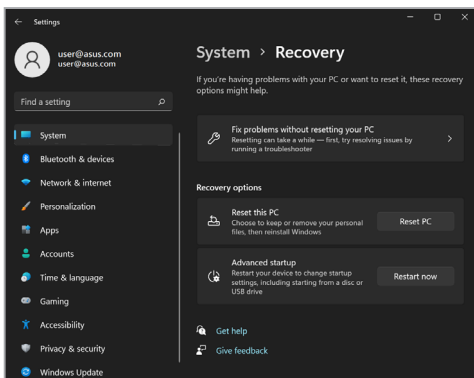 Settings
user@asus.com
user@asus.com
Find a setting
System
Bluetooth & devices
Network & internet
Personalization
Apps
Accounts
Time & language
Gaming
Accessibility
Privacy & security
Windows Update
System > Recovery
If you're having problems with your PC or want to reset it, these recovery
options might help.
Fix problems without resetting your PC
Resetting can take a while — first, try resolving issues by
running a troubleshooter
Recovery options
Reset this PC
Choose to keep or remove your personal
files, then reinstall Windows
Reset PC
Advanced startup
Restart your device to change startup
settings, including starting from a disc or
USB drive
Restart now
Get help
Give feedback